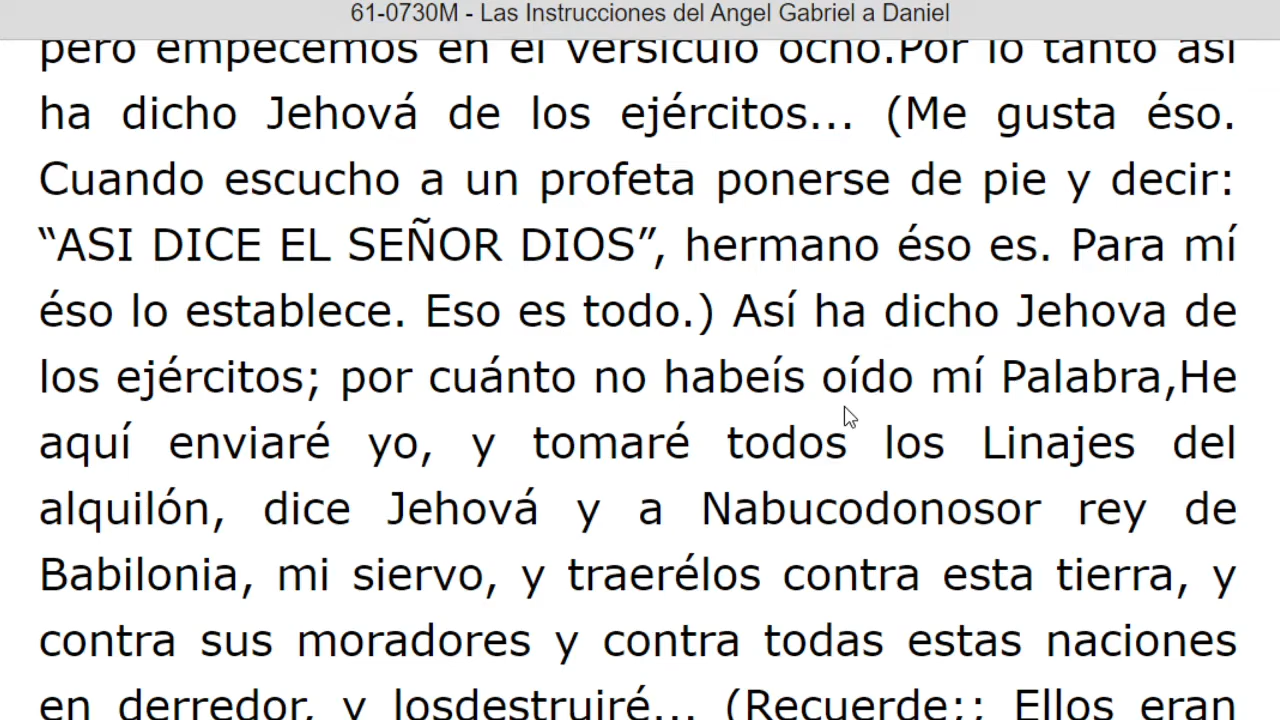 61-0730M - Las Instrucciones del Angel Gabriel a Daniel
pero empecemos en el versículo ocho.Por lo tanto así
ha dicho Jehová de los ejércitos... (Me gusta éso.
Cuando escucho a un profeta ponerse de pie y decir:
“ASI DICE EL SEÑOR DIOS”, hermano éso es. Para mí
éso lo establece. Eso es todo.) Así ha dicho Jehova de
los ejércitos; por cuánto no habeís oído mí Palabra,He
aquí enviaré yo, y tomaré todos los Linajes del
alquilón, dice Jehová y a Nabucodonosor rey de
Babilonia, mi siervo, y traerélos contra esta tierra, y
contra sus moradores y contra todas estas naciones
en derredor, y losdestruiré... (Recuerde;; Ellos eran